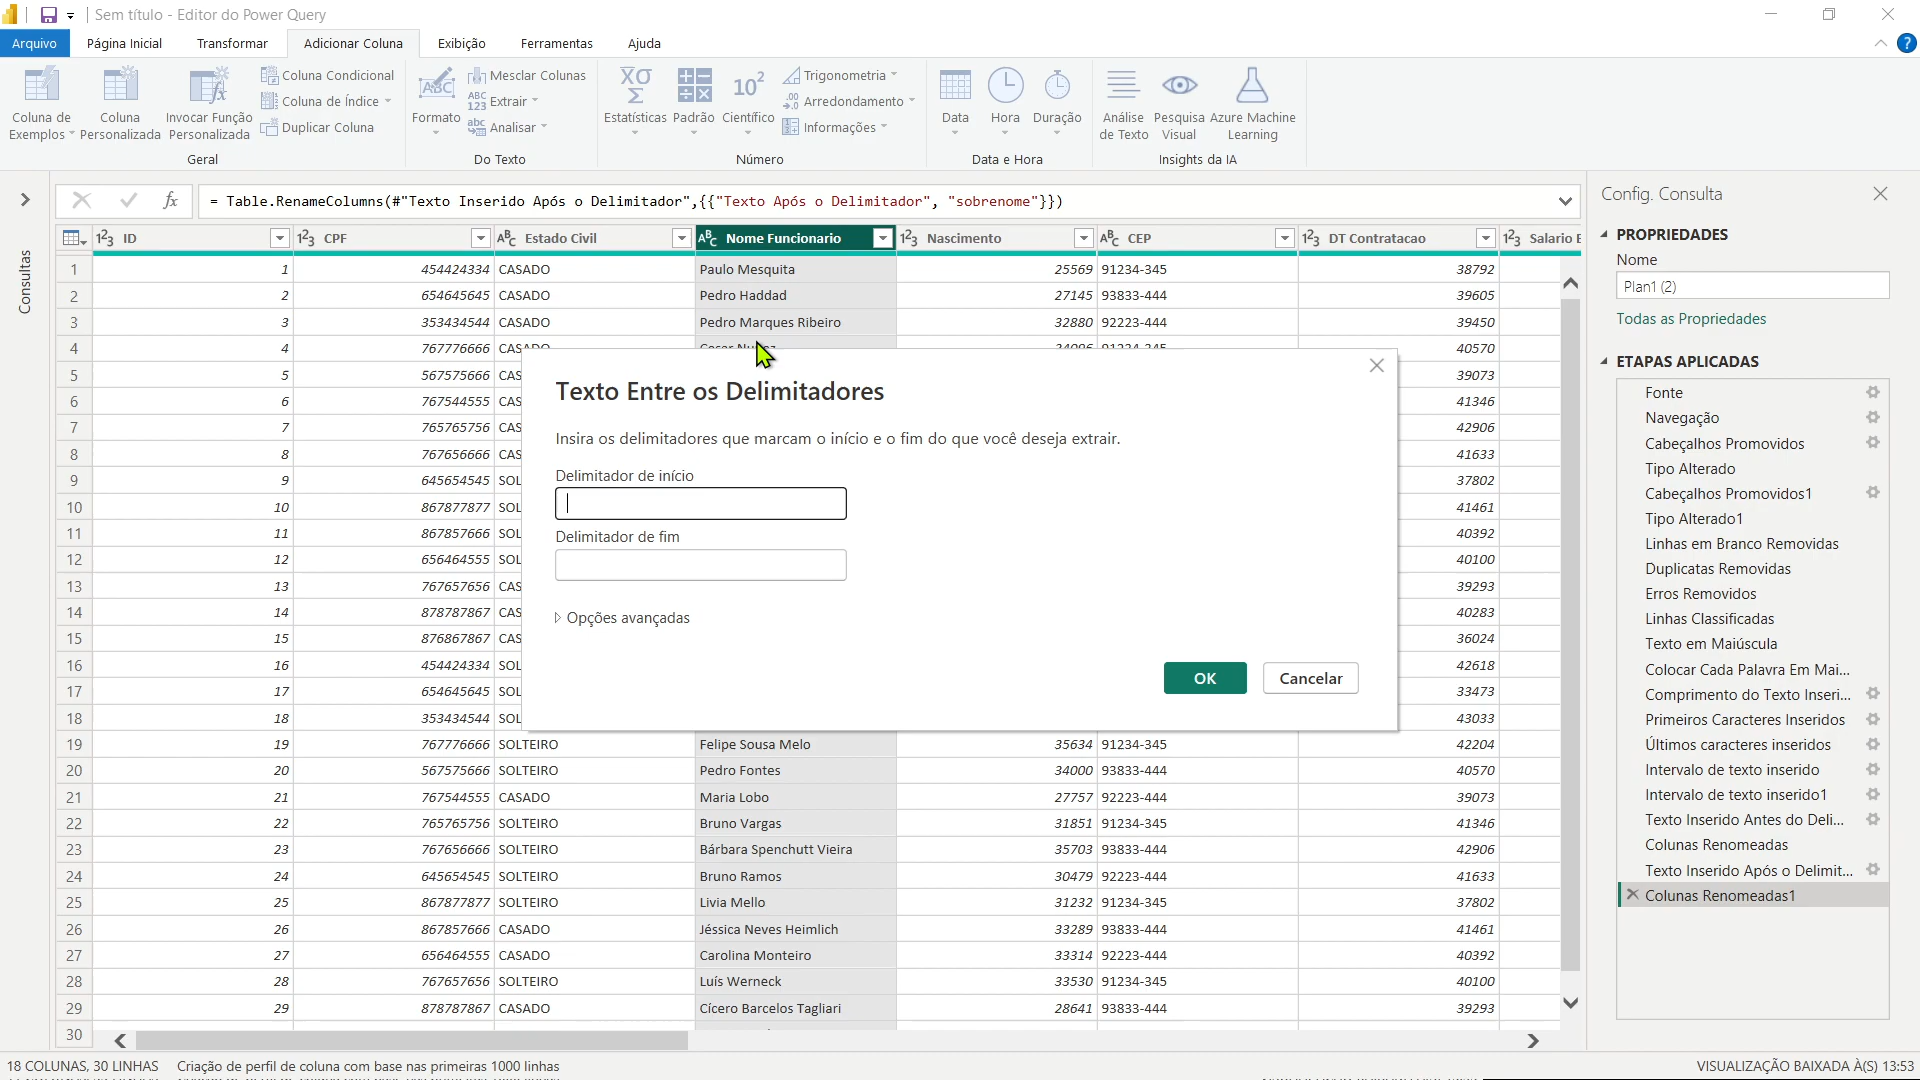 Sem título - Editor do Power Query
Arquivo Página Inicial Transformar Adicionar Coluna Exibição Ferramentas Ajuda
Coluna de Exemplos
Coluna Personalizada
Invocar Função Personalizada
Coluna Condicional
Coluna de Índice
Duplicar Coluna
Geral
Formato
Mesclar Colunas
Extrair
Analisar
Do Texto
Estatísticas
Padrão
Científico
Trigonometria
Arredondamento
Informações
Número
Data
Hora
Duração
Data e Hora
Análise de Texto
Pesquisa Visual
Azure Machine Learning
Insights da IA
Consultas
= Table.RenameColumns(#"Texto Inserido Após o Delimitador",{{"Texto Após o Delimitador", "sobrenome"}})
ID CPF Estado Civil Nome Funcionario Nascimento CEP DT Contratacao Salario
1 1 454424334 CASADO Paulo Mesquita 25569 91234-345 38792
2 2 654645645 CASADO Pedro Haddad 27145 93833-444 39605
3 3 353434544 CASADO Pedro Marques Ribeiro 32880 92223-444 39450
4 4 767776666 40570
5 5 567575666 CAS 39073
6 6 767544555 CAS 41346
7 7 765765756 CAS 42906
8 8 767656666 CAS 41633
9 9 645654545 SOL 37802
10 10 867877877 SOL 41461
11 11 867857666 SOL 40392
12 12 656464555 SOL 40100
13 13 767657656 CAS 39293
14 14 878787867 CAS 40283
15 15 876867867 CAS 36024
16 16 454424334 SOL 42618
17 17 654645645 SOL 33473
18 18 353434544 SOL 43033
19 19 767776666 SOLTEIRO Felipe Sousa Melo 35634 91234-345 42204
20 20 567575666 SOLTEIRO Pedro Fontes 34000 93833-444 40570
21 21 767544555 CASADO Maria Lobo 27757 92223-444 39073
22 22 765765756 SOLTEIRO Bruno Vargas 31851 91234-345 41346
23 23 767656666 SOLTEIRO Bárbara Spenchutt Vieira 35703 93833-444 42906
24 24 645654545 SOLTEIRO Bruno Ramos 30479 92223-444 41633
25 25 867877877 SOLTEIRO Livia Mello 31232 91234-345 37802
26 26 867857666 CASADO Jéssica Neves Heimlich 33289 93833-444 41461
27 27 656464555 CASADO Carolina Monteiro 33314 92223-444 40392
28 28 767657656 SOLTEIRO Luís Werneck 33530 91234-345 40100
29 29 878787867 CASADO Cícero Barcelos Tagliari 28641 93833-444 39293
30
Texto Entre os Delimitadores
Insira os delimitadores que marcam o início e o fim do que você deseja extrair.
Delimitador de início
Delimitador de fim
Opções avançadas
OK Cancelar
Config. Consulta
PROPRIEDADES
Nome
Plan1 (2)
Todas as Propriedades
ETAPAS APLICADAS
Fonte
Navegação
Cabeçalhos Promovidos
Tipo Alterado
Cabeçalhos Promovidos1
Tipo Alterado1
Linhas em Branco Removidas
Duplicatas Removidas
Erros Removidos
Linhas Classificadas
Texto em Maiúscula
Colocar Cada Palavra Em Mai...
Comprimento do Texto Inseri...
Primeiros Caracteres Inseridos
Últimos caracteres inseridos
Intervalo de texto inserido
Intervalo de texto inserido1
Texto Inserido Antes do Deli...
Colunas Renomeadas
Texto Inserido Após o Delimit...
Colunas Renomeadas1
18 COLUNAS, 30 LINHAS Criação de perfil de coluna com base nas primeiras 1000 linhas
VISUALIZAÇÃO BAIXADA À(S) 13:53